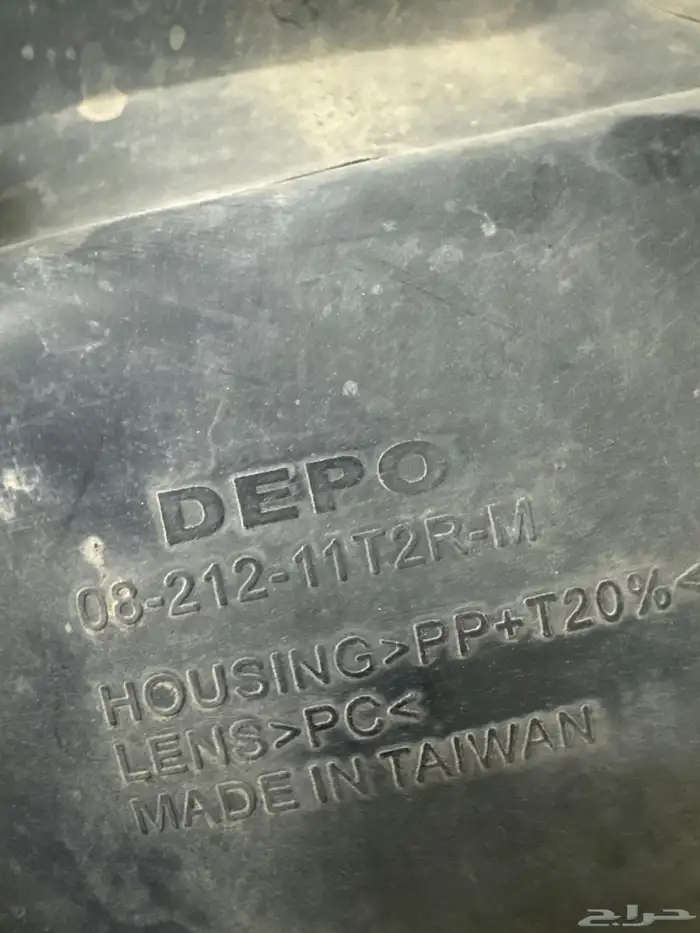 DEPO
08-212-11T2R-M
HOUSING>PP+T20%<
LENS>PC<
MADE IN TAIWAN
حراج